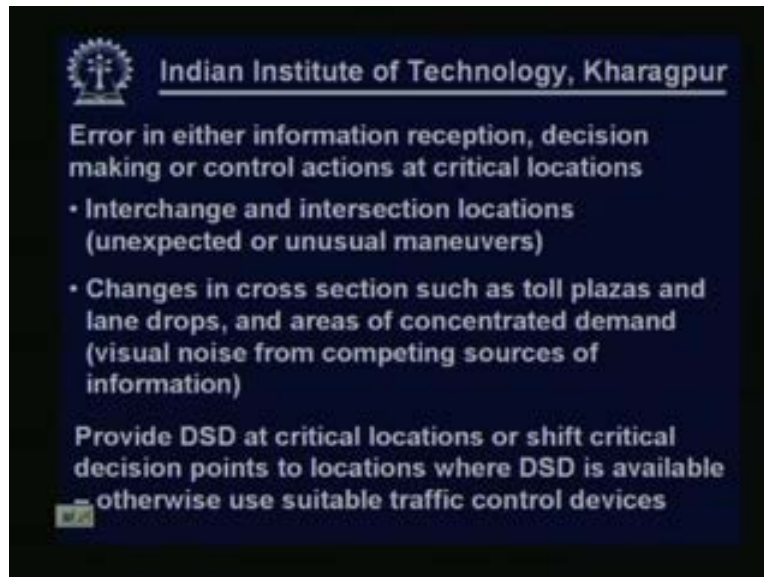 Indian Institute of Technology, Kharagpur
Error in either information reception, decision
making or control actions at critical locations
• Interchange and intersection locations
(unexpected or unusual maneuvers)
• Changes in cross section such as toll plazas and
lane drops, and areas of concentrated demand
(visual noise from competing sources of
information)
Provide DSD at critical locations or shift critical
decision points to locations where DSD is available
– otherwise use suitable traffic control devices